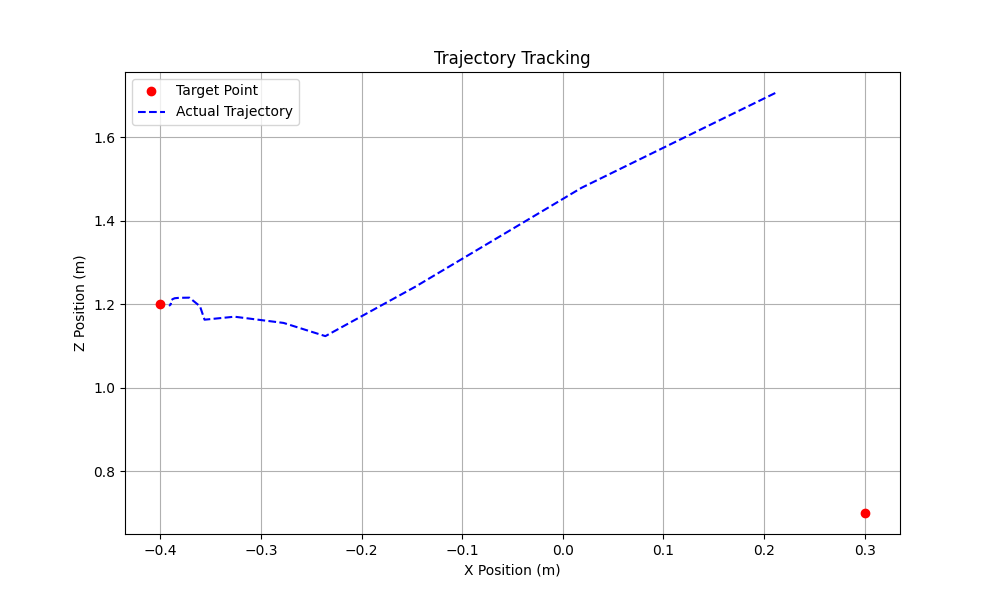 Trajectory Tracking
Target Point
Actual Trajectory
Z Position (m)
1.6
1.4
1.2
1.0
0.8
−0.4 −0.3 −0.2 −0.1 0.0 0.1 0.2 0.3
X Position (m)